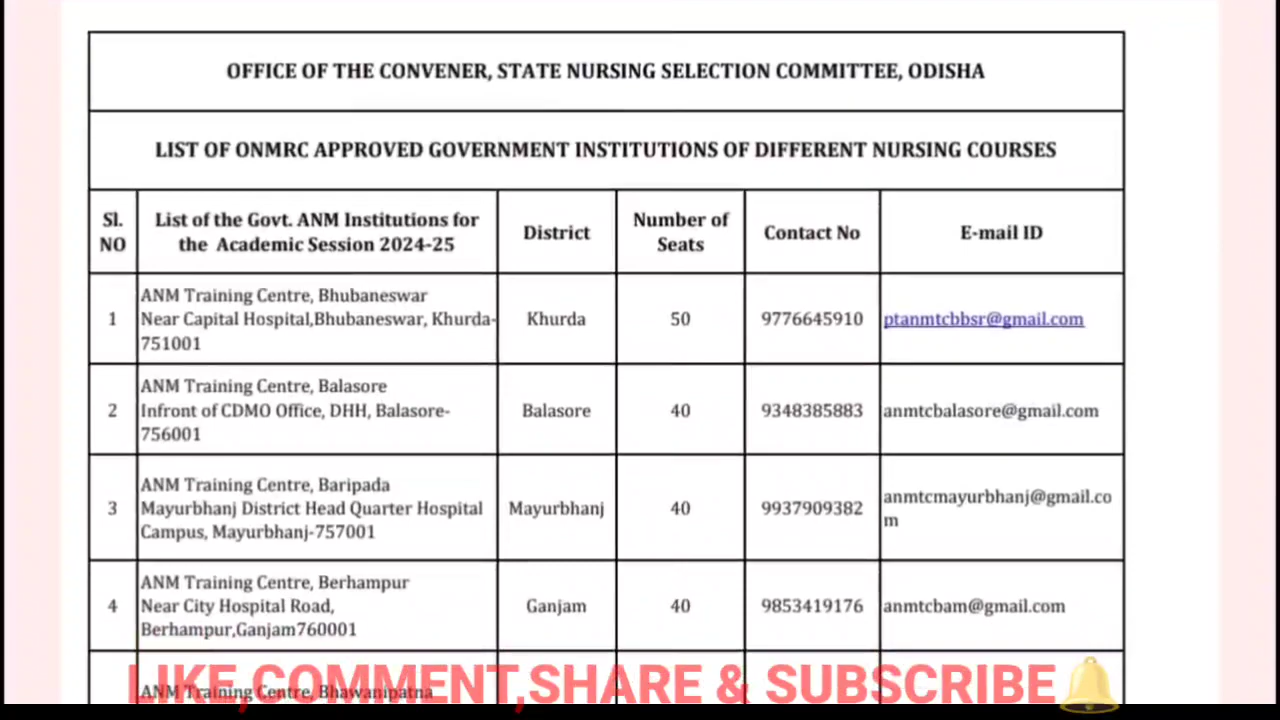 OFFICE OF THE CONVENER, STATE NURSING SELECTION COMMITTEE, ODISHA
LIST OF ONMRC APPROVED GOVERNMENT INSTITUTIONS OF DIFFERENT NURSING COURSES
Sl. NO
List of the Govt. ANM Institutions for
the Academic Session 2024-25
District
Number of
Seats
Contact No
E-mail ID
1
ANM Training Centre, Bhubaneswar
Near Capital Hospital,Bhubaneswar, Khurda-
751001
Khurda
50
9776645910
ptanmtcbbsr@gmail.com
2
ANM Training Centre, Balasore
Infront of CDMO Office, DHH, Balasore-
756001
Balasore
40
9348385883
anmtcbalasore@gmail.com
3
ANM Training Centre, Baripada
Mayurbhanj District Head Quarter Hospital
Campus, Mayurbhanj-757001
Mayurbhanj
40
9937909382
anmtcmayurbhanj@gmail.co
m
4
ANM Training Centre, Berhampur
Near City Hospital Road,
Berhampur,Ganjam760001
Ganjam
40
9853419176
anmtcbam@gmail.com
ANM Training Centre, Bhawanipatna
LIKE,COMMENT,SHARE & SUBSCRIBE🔔